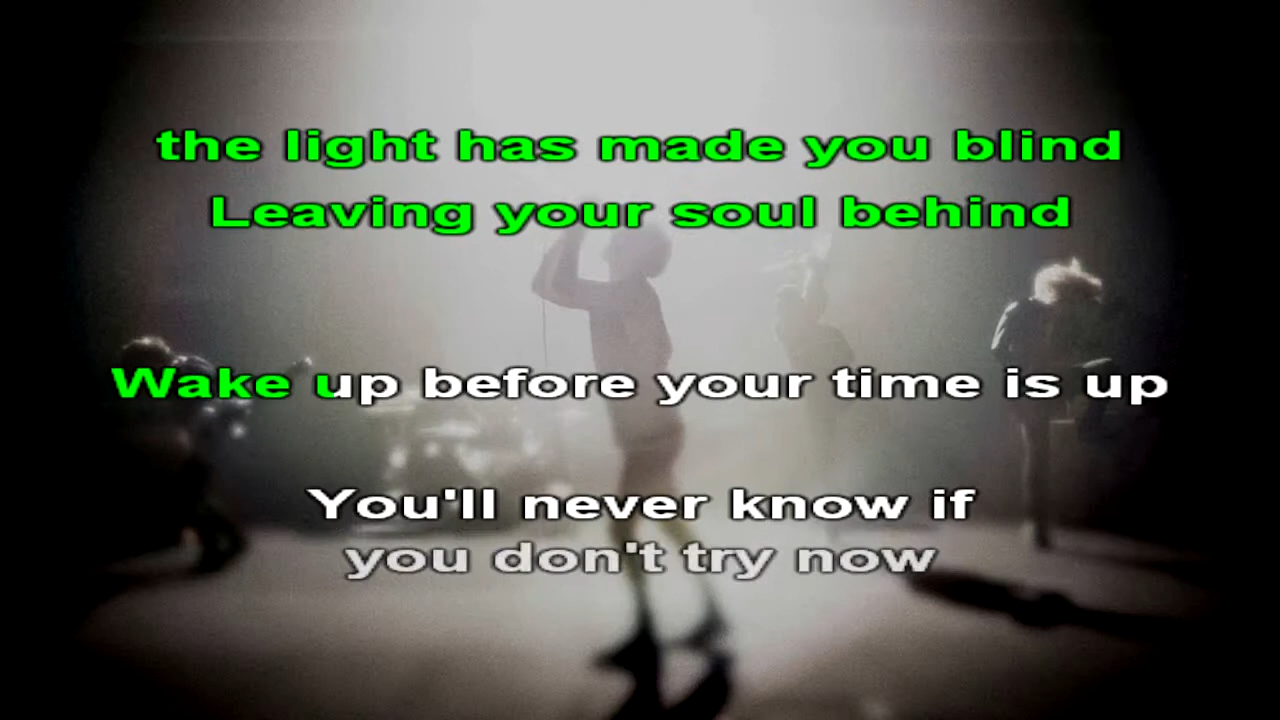 the light has made you blind
Leaving your soul behind
Wake up before your time is up
You'll never know if
you don't try now